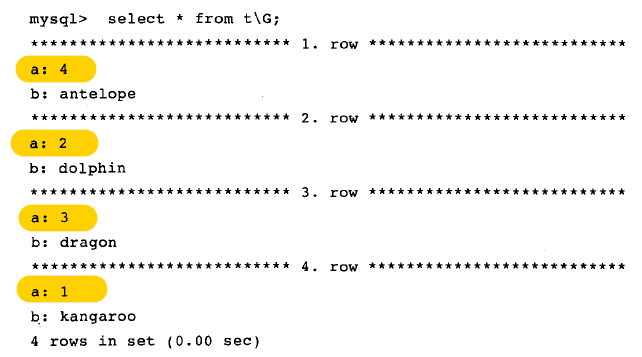 mysql>  select * from t\G;
*************************** 1. row ***************************
a: 4
b: antelope
*************************** 2. row ***************************
a: 2
b: dolphin
*************************** 3. row ***************************
a: 3
b: dragon
*************************** 4. row ***************************
a: 1
b: kangaroo
4 rows in set (0.00 sec)